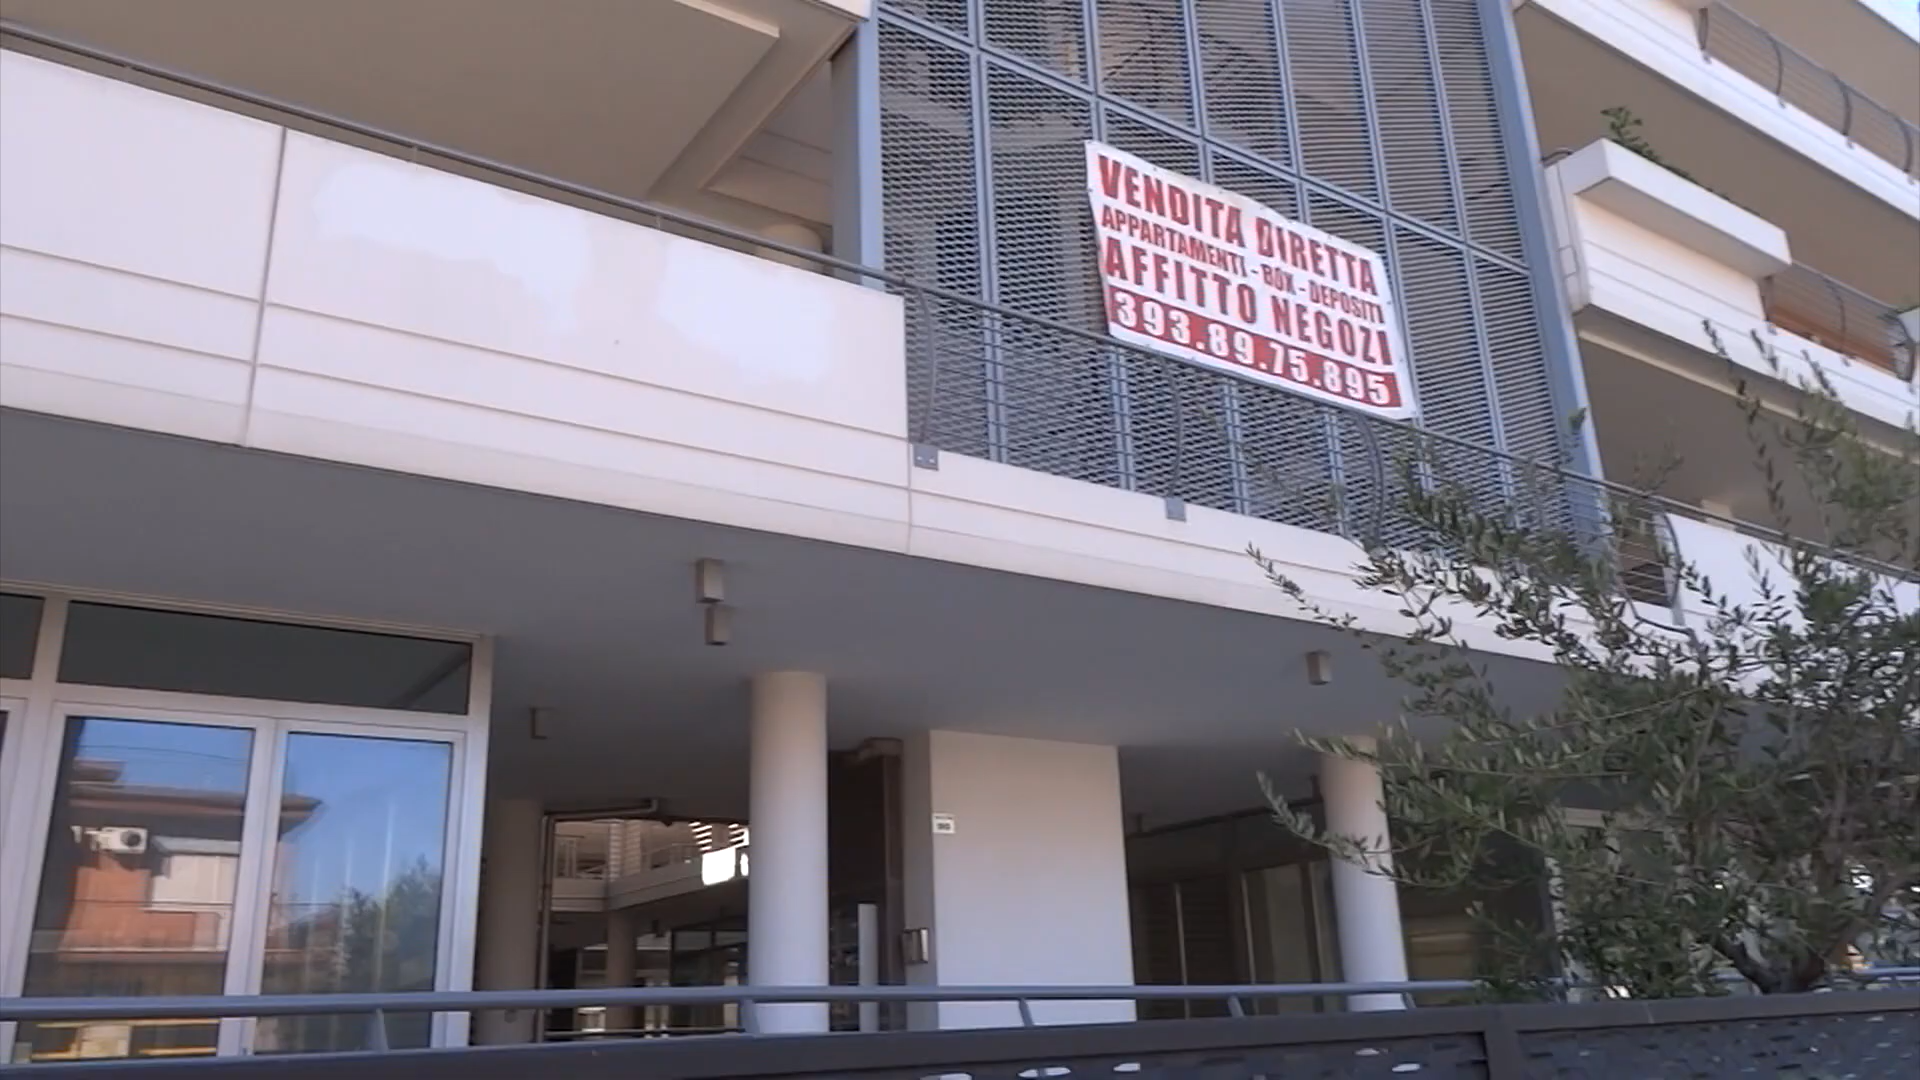 VENDITA DIRETTA
APPARTAMENTI - BOX - DEPOSITI
AFFITTO NEGOZI
393.89.75.895